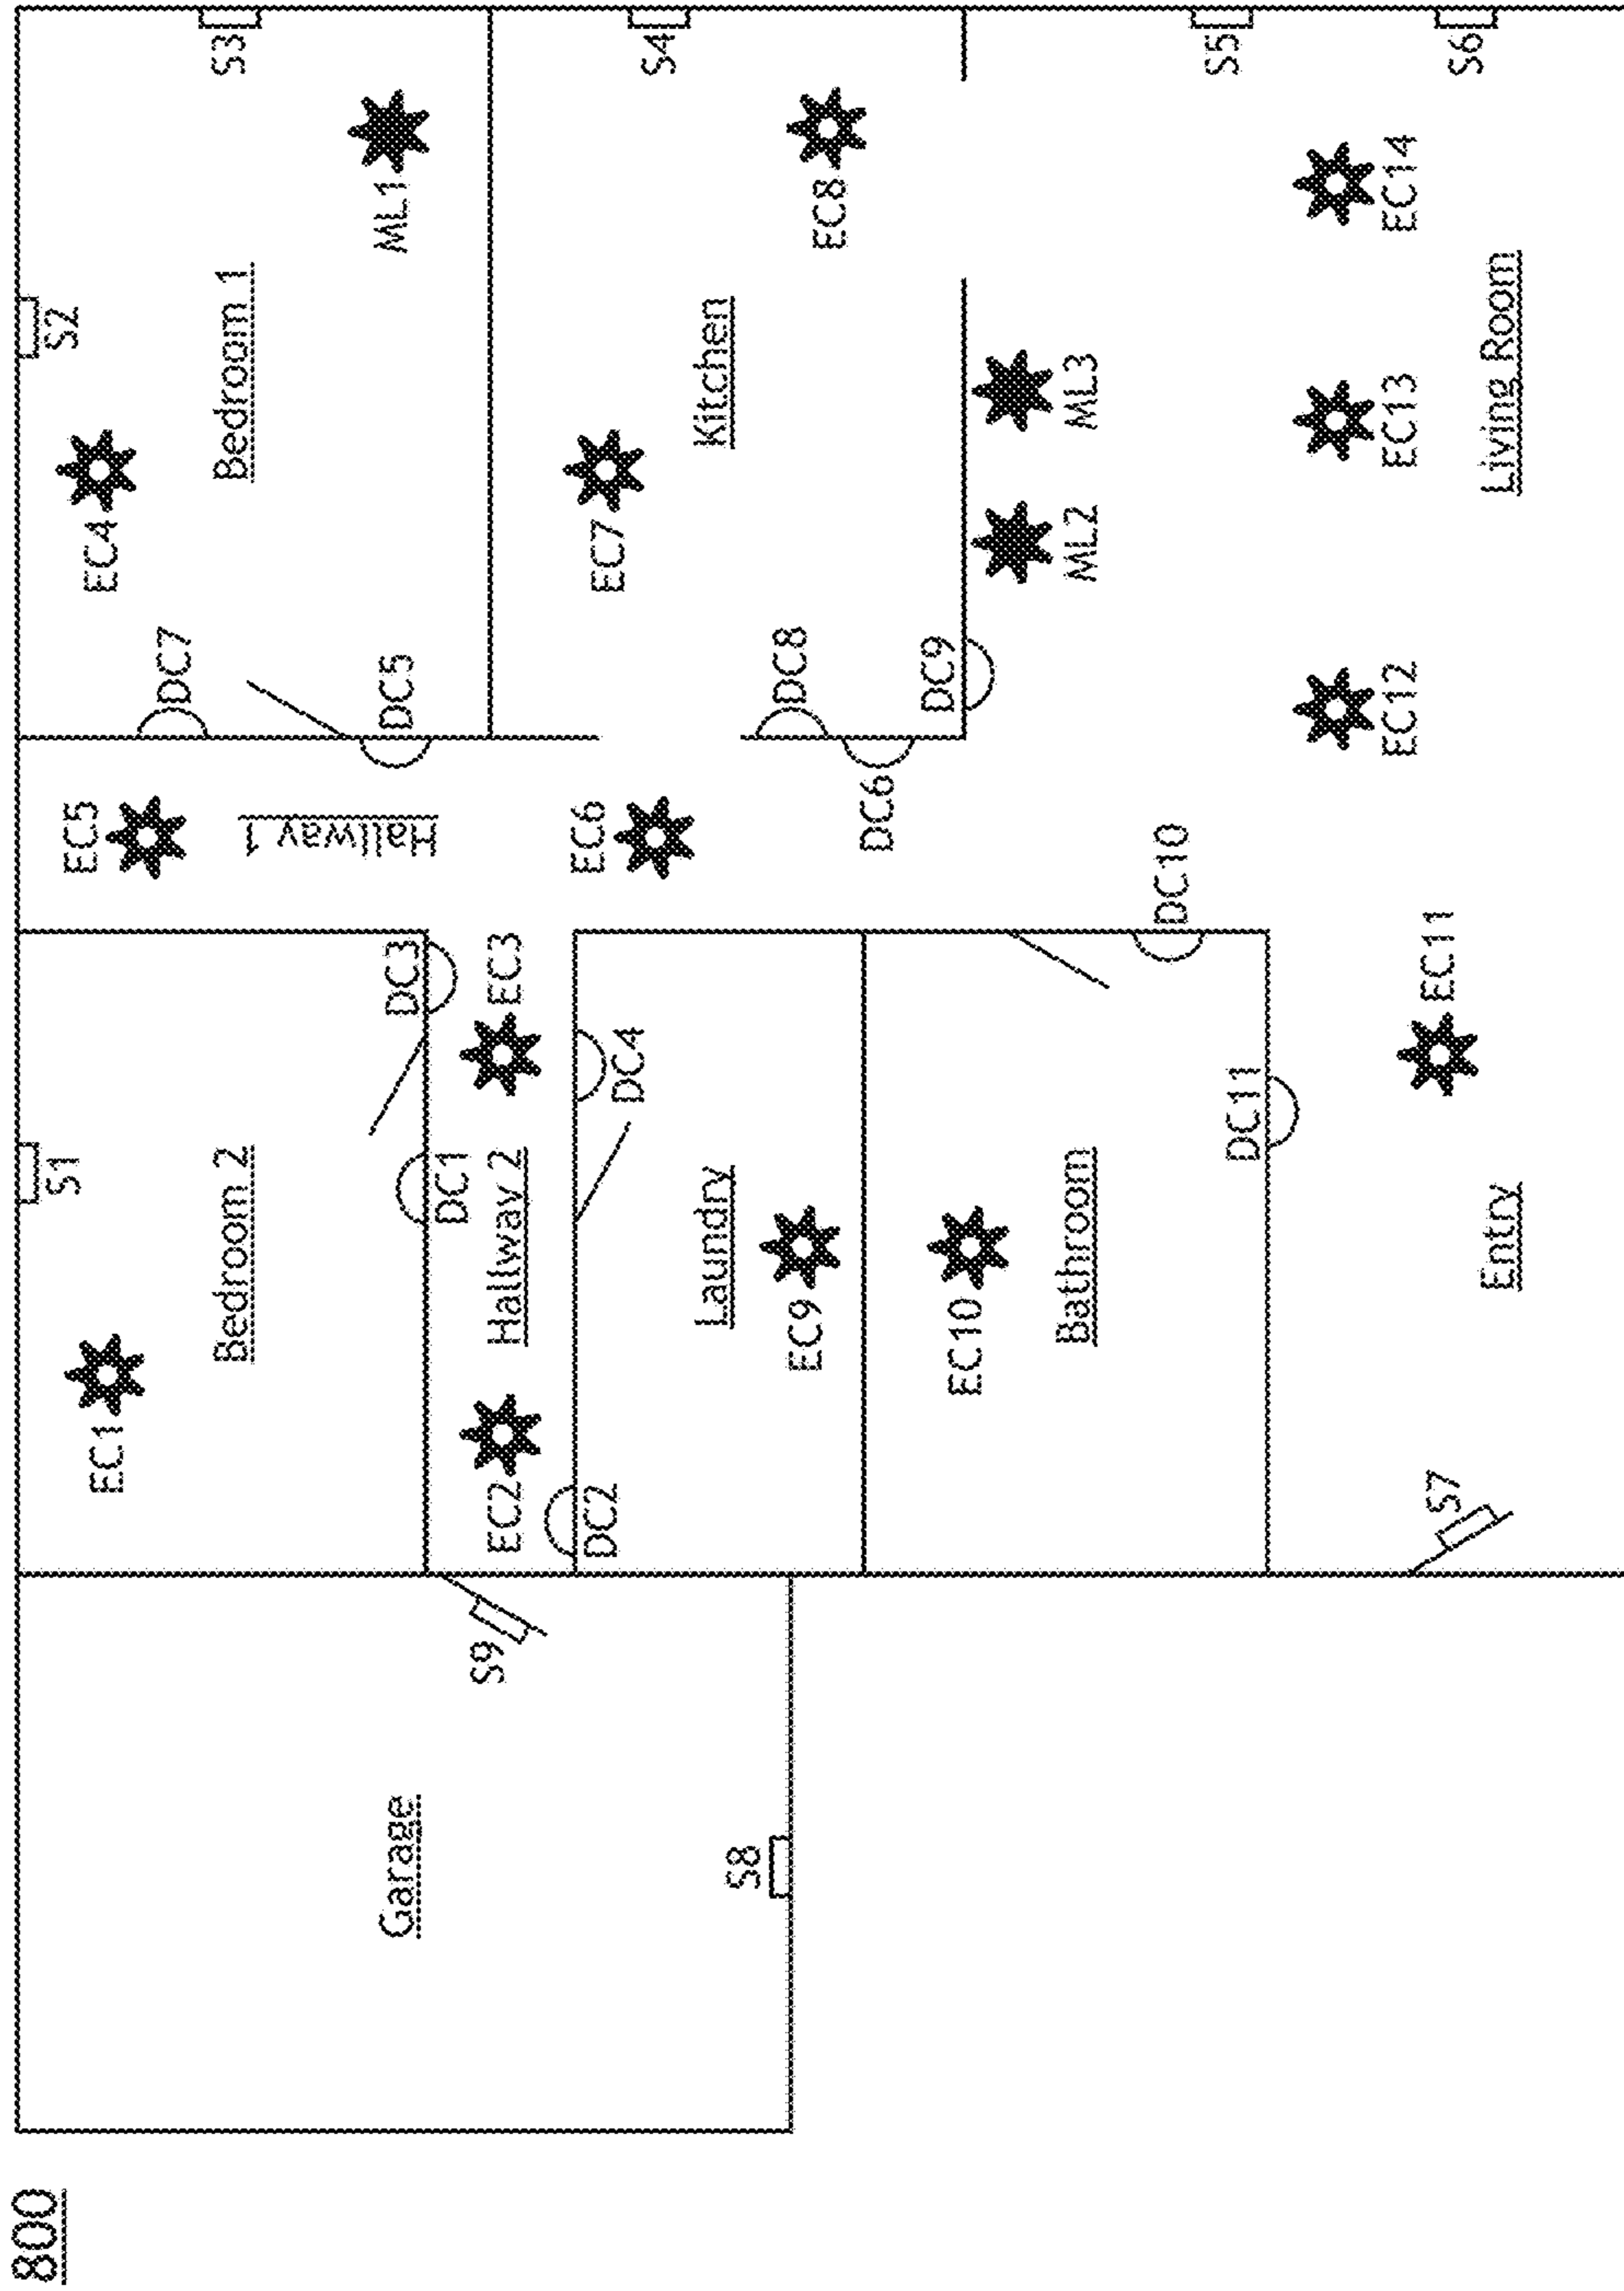 800
Garage
S8
S9
EC1
S1
Bedroom 2
DC1
DC3
EC2
Hallway 2
EC3
DC2
DC4
Laundry
EC9
EC10
Bathroom
DC10
DC11
S7
Entry
EC11
EC5
Hallway 1
EC6
DC6
DC7
DC5
EC4
S2
Bedroom 1
S3
ML1
EC7
Kitchen
S4
EC8
DC8
DC9
ML2
ML3
S5
EC12
EC13
EC14
Living Room
S6